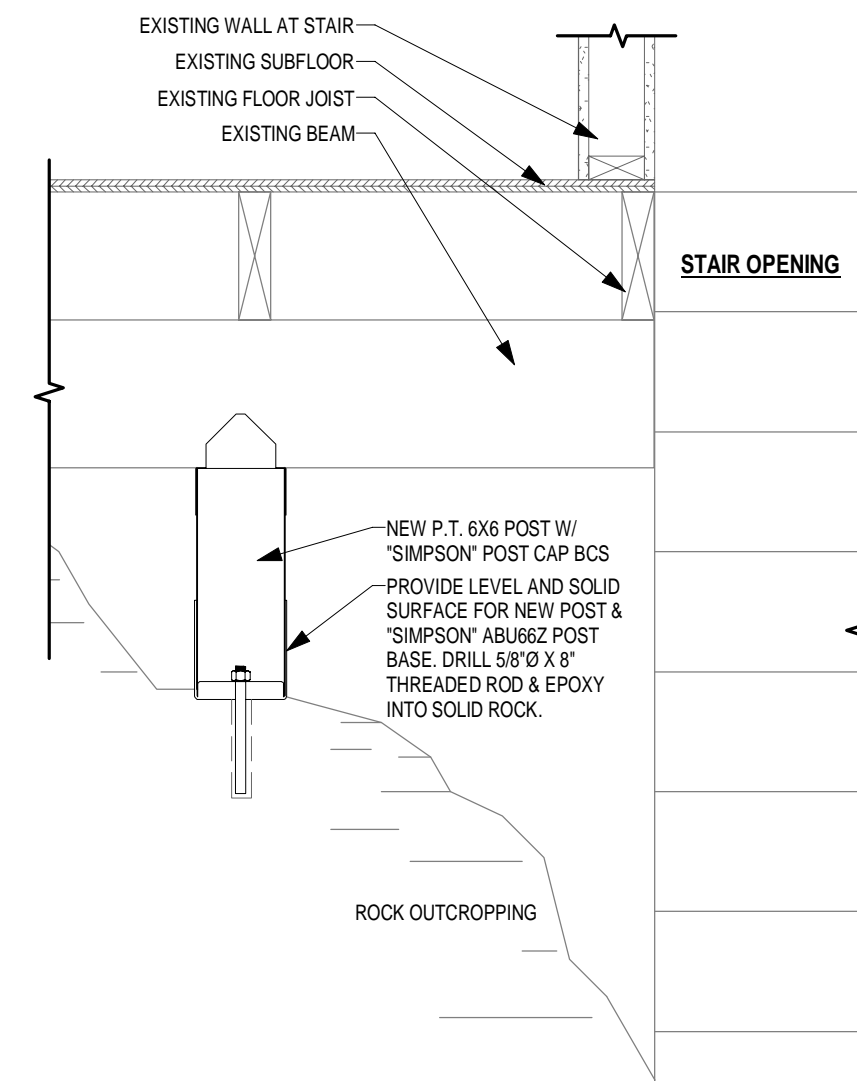 EXISTING WALL AT STAIR
EXISTING SUBFLOOR
EXISTING FLOOR JOIST
EXISTING BEAM
STAIR OPENING
NEW P.T. 6X6 POST W/
"SIMPSON" POST CAP BCS
PROVIDE LEVEL AND SOLID
SURFACE FOR NEW POST &
"SIMPSON" ABU66Z POST
BASE. DRILL 5/8"Ø X 8"
THREADED ROD & EPOXY
INTO SOLID ROCK.
ROCK OUTCROPPING